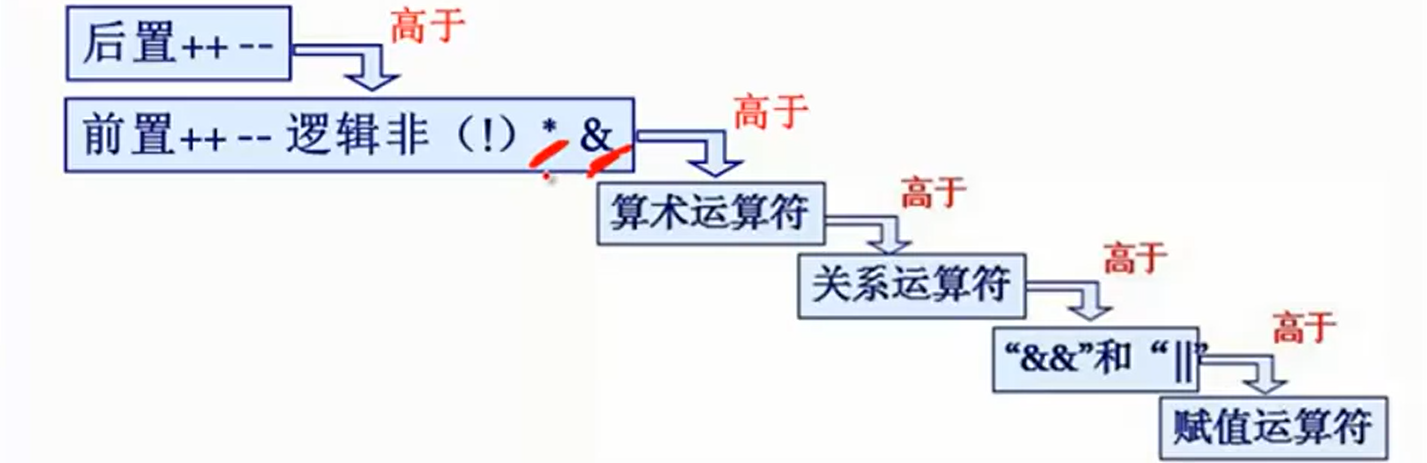 后置++ --
高于
前置++ -- 逻辑非（!）* &
高于
算术运算符
高于
关系运算符
高于
“&&”和“||”
高于
赋值运算符